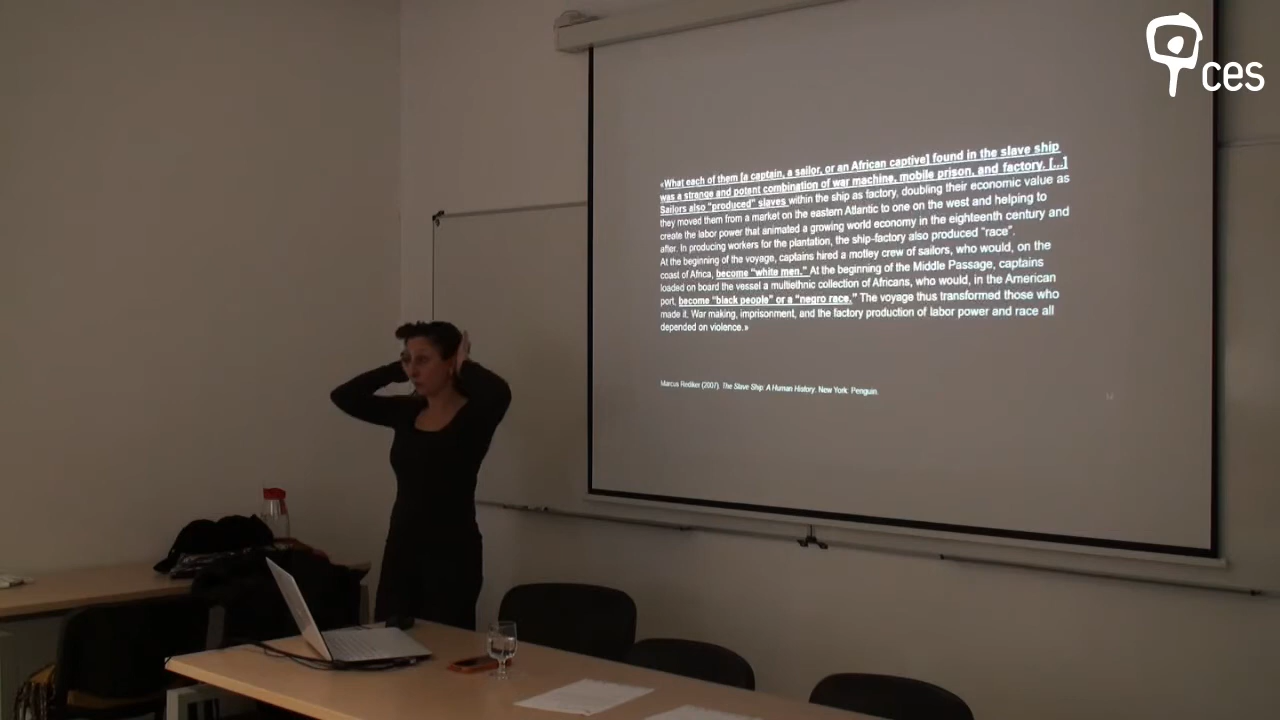 ces
«What each of them [a captain, a sailor, or an African captive] found in the slave ship
was a strange and potent combination of war machine, mobile prison, and factory. [...]
Sailors also "produced" slaves within the ship as factory, doubling their economic value as
they moved them from a market on the eastern Atlantic to one on the west and helping to
create the labor power that animated a growing world economy in the eighteenth century and
after. In producing workers for the plantation, the ship-factory also produced "race".
At the beginning of the voyage, captains hired a motley crew of sailors, who would, on the
coast of Africa, become "white men." At the beginning of the Middle Passage, captains
loaded on board the vessel a multiethnic collection of Africans, who would, in the American
port, become "black people" or a "negro race." The voyage thus transformed those who
made it. War making, imprisonment, and the factory production of labor power and race all
depended on violence.»
Marcus Rediker (2007). The Slave Ship: A Human History. New York: Penguin.